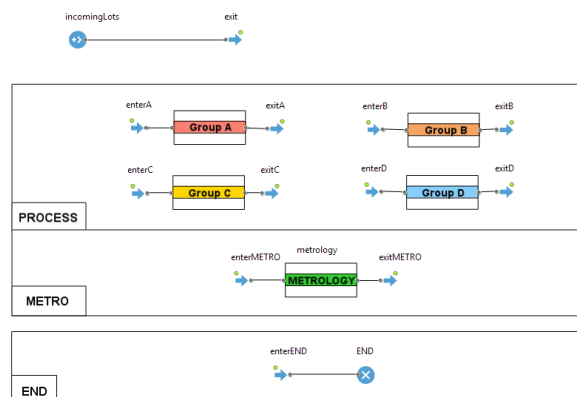 incomingLots exit
enterA exitA enterB exitB
Group A Group B
enterC exitC enterD exitD
Group C Group D
PROCESS
metrology
enterMETRO exitMETRO
METROLOGY
METRO
enterEND END
END